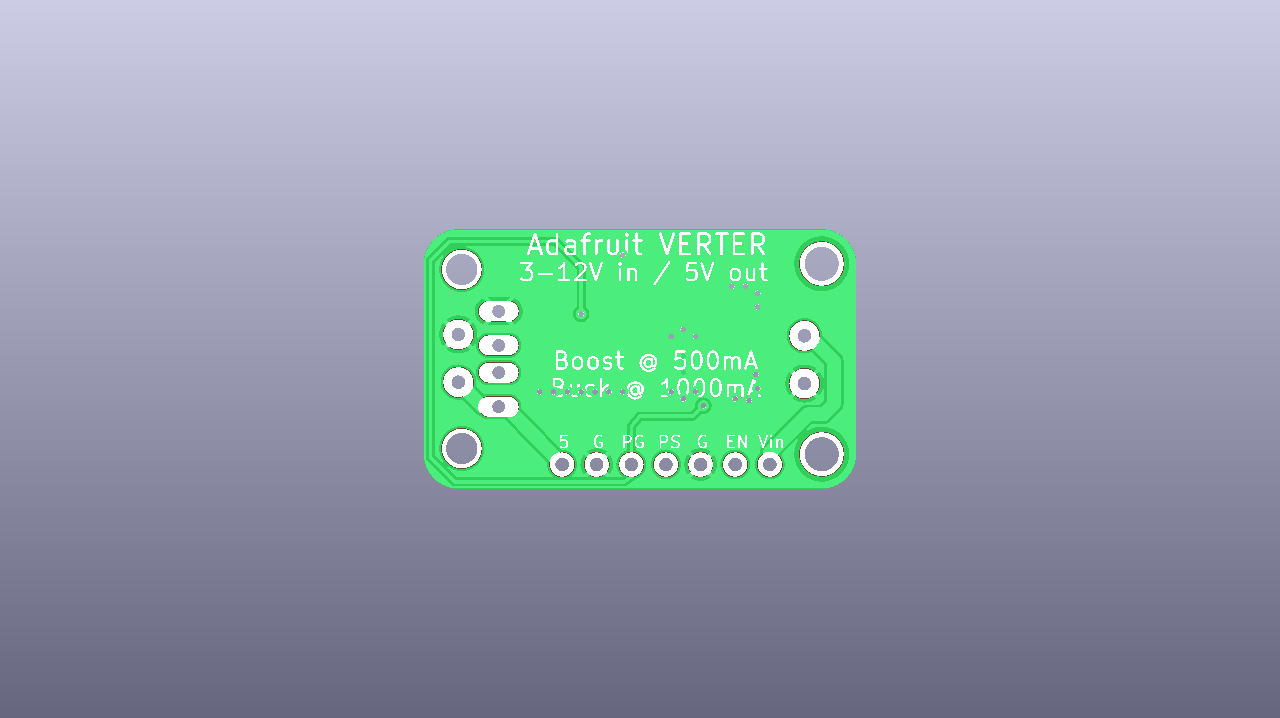 Adafruit VERTER
3-12V in / 5V out
Boost @ 500mA
Buck @ 1000mA
5 G PG PS G EN Vin